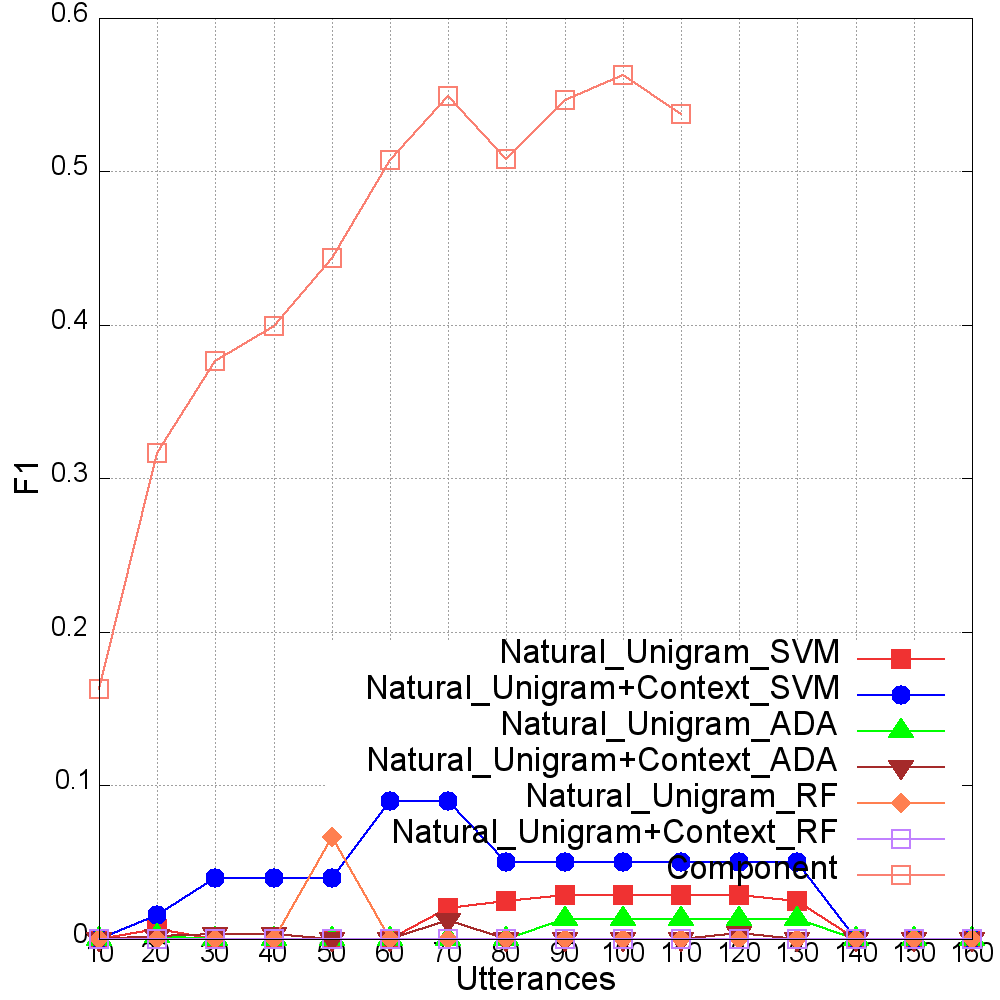 0.6
0.5
0.4
0.3
0.2
0.1
0
F1
Natural_Unigram_SVM
Natural_Unigram+Context_SVM
Natural_Unigram_ADA
Natural_Unigram+Context_ADA
Natural_Unigram_RF
Natural_Unigram+Context_RF
Component
10 20 30 40 50 60 70 80 90 100 110 120 130 140 150 160
Utterances